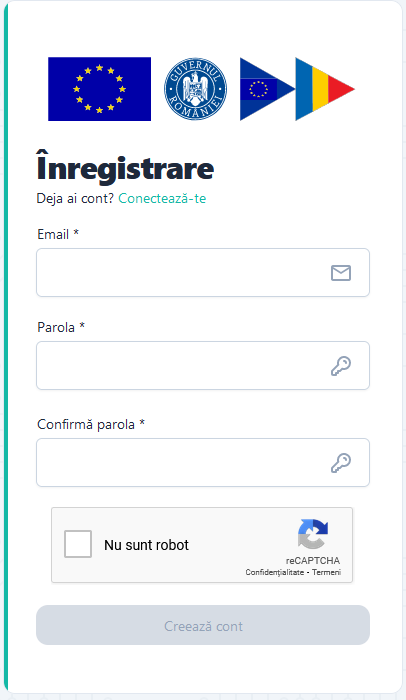 GUVERNUL
ROMÂNIEI
Înregistrare
Deja ai cont? Conectează-te
Email *
Parola *
Confirmă parola *
Nu sunt robot
reCAPTCHA
Confidențialitate - Termeni
Creează cont